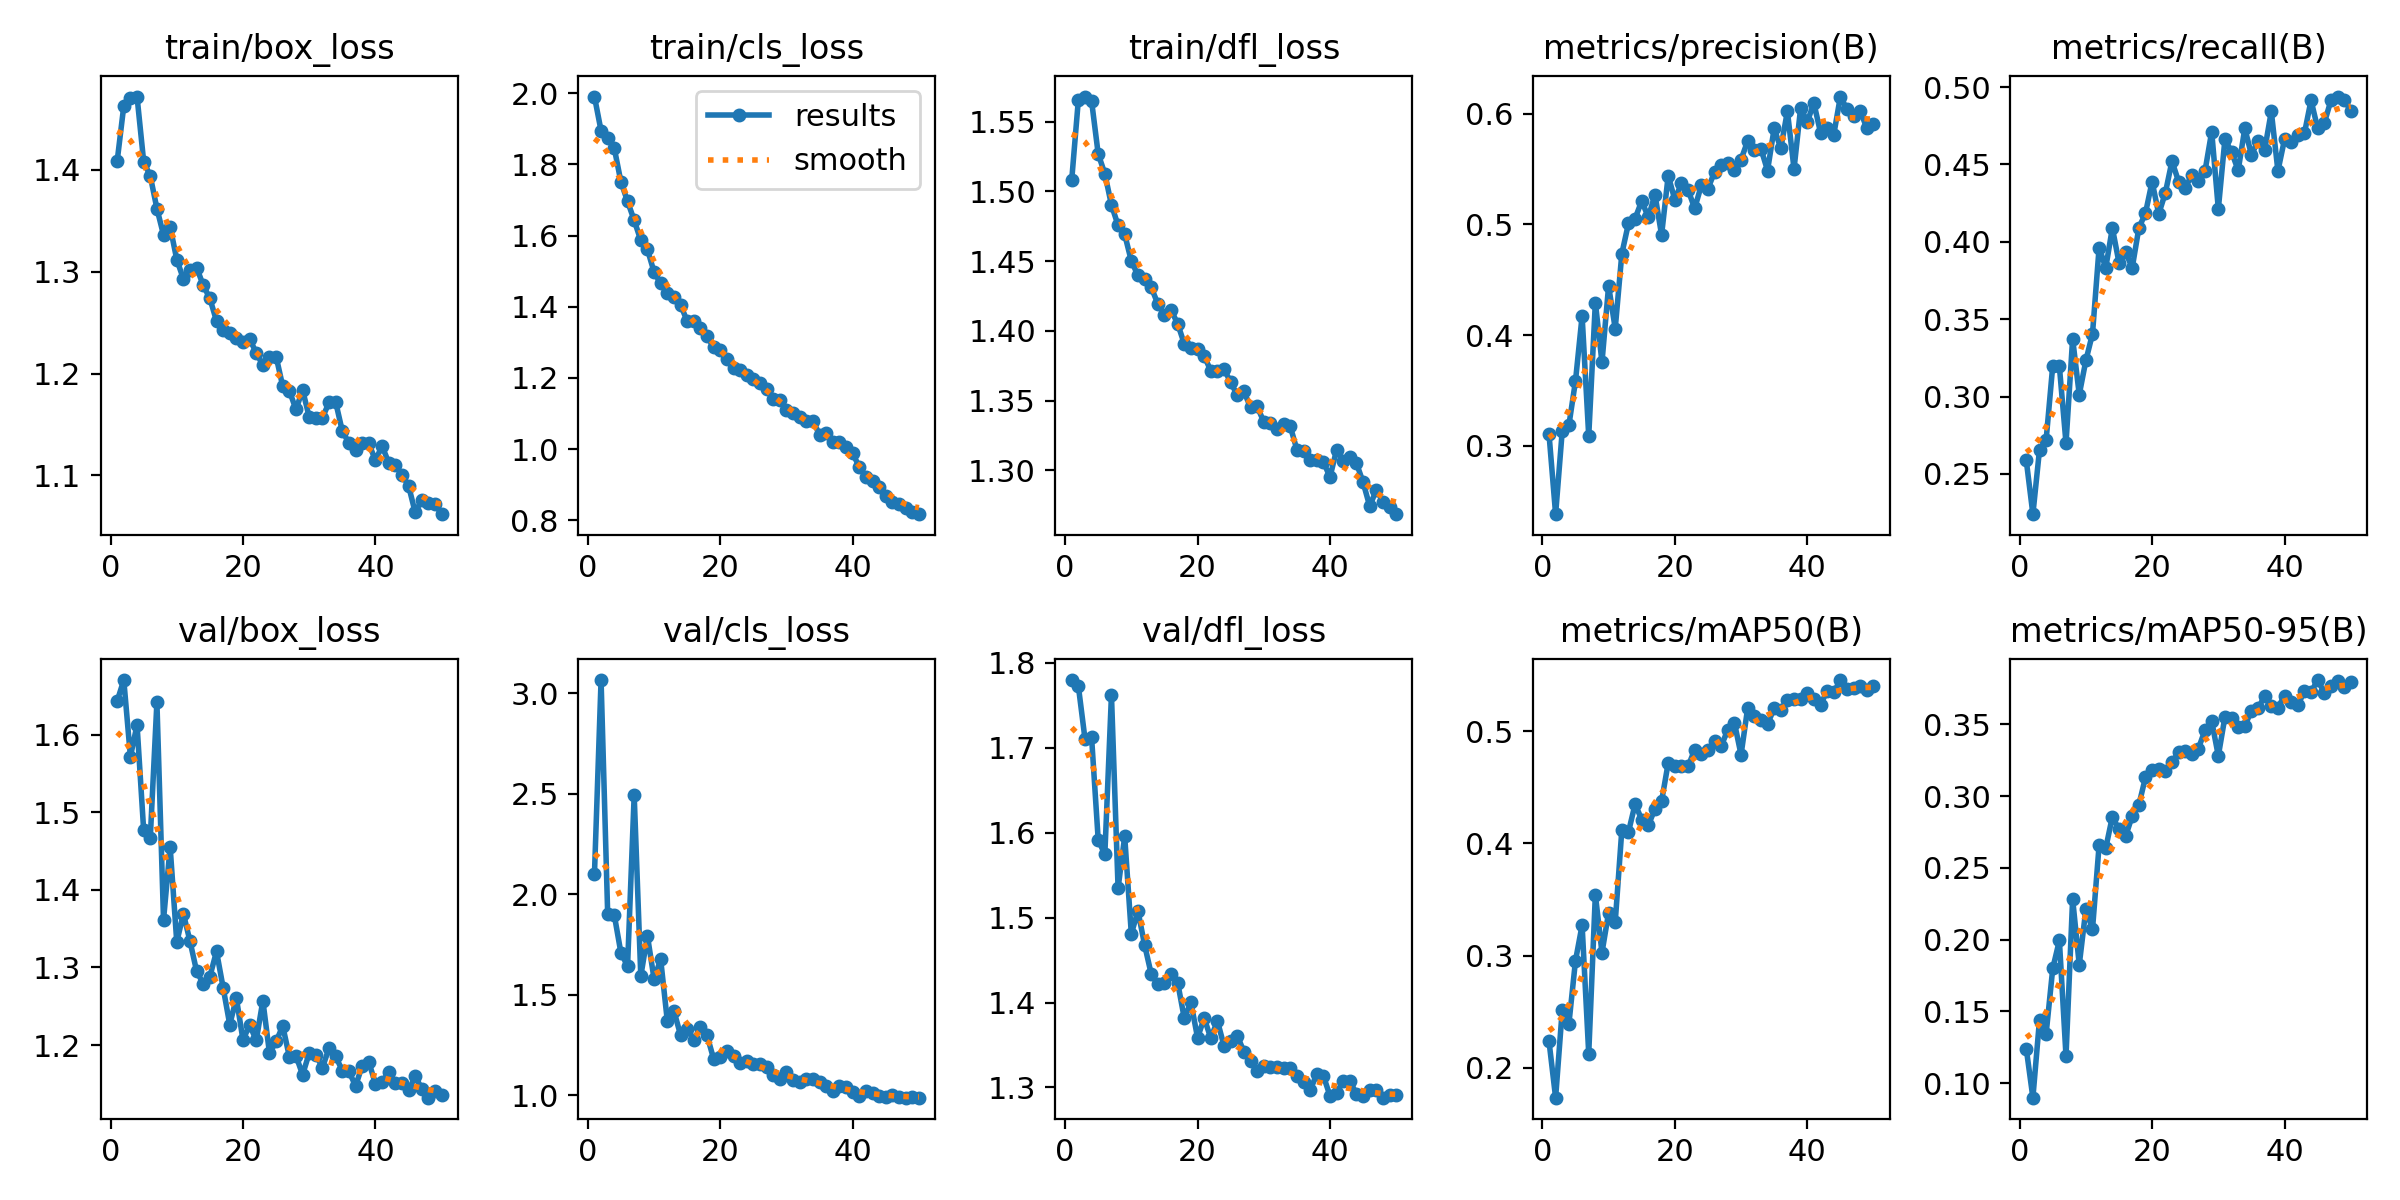 train/box_loss
1.4
1.3
1.2
1.1
0 20 40
train/cls_loss
results
smooth
2.0
1.8
1.6
1.4
1.2
1.0
0.8
0 20 40
train/dfl_loss
1.55
1.50
1.45
1.40
1.35
1.30
0 20 40
metrics/precision(B)
0.6
0.5
0.4
0.3
0 20 40
metrics/recall(B)
0.50
0.45
0.40
0.35
0.30
0.25
0 20 40
val/box_loss
1.6
1.5
1.4
1.3
1.2
0 20 40
val/cls_loss
3.0
2.5
2.0
1.5
1.0
0 20 40
val/dfl_loss
1.8
1.7
1.6
1.5
1.4
1.3
0 20 40
metrics/mAP50(B)
0.5
0.4
0.3
0.2
0 20 40
metrics/mAP50-95(B)
0.35
0.30
0.25
0.20
0.15
0.10
0 20 40